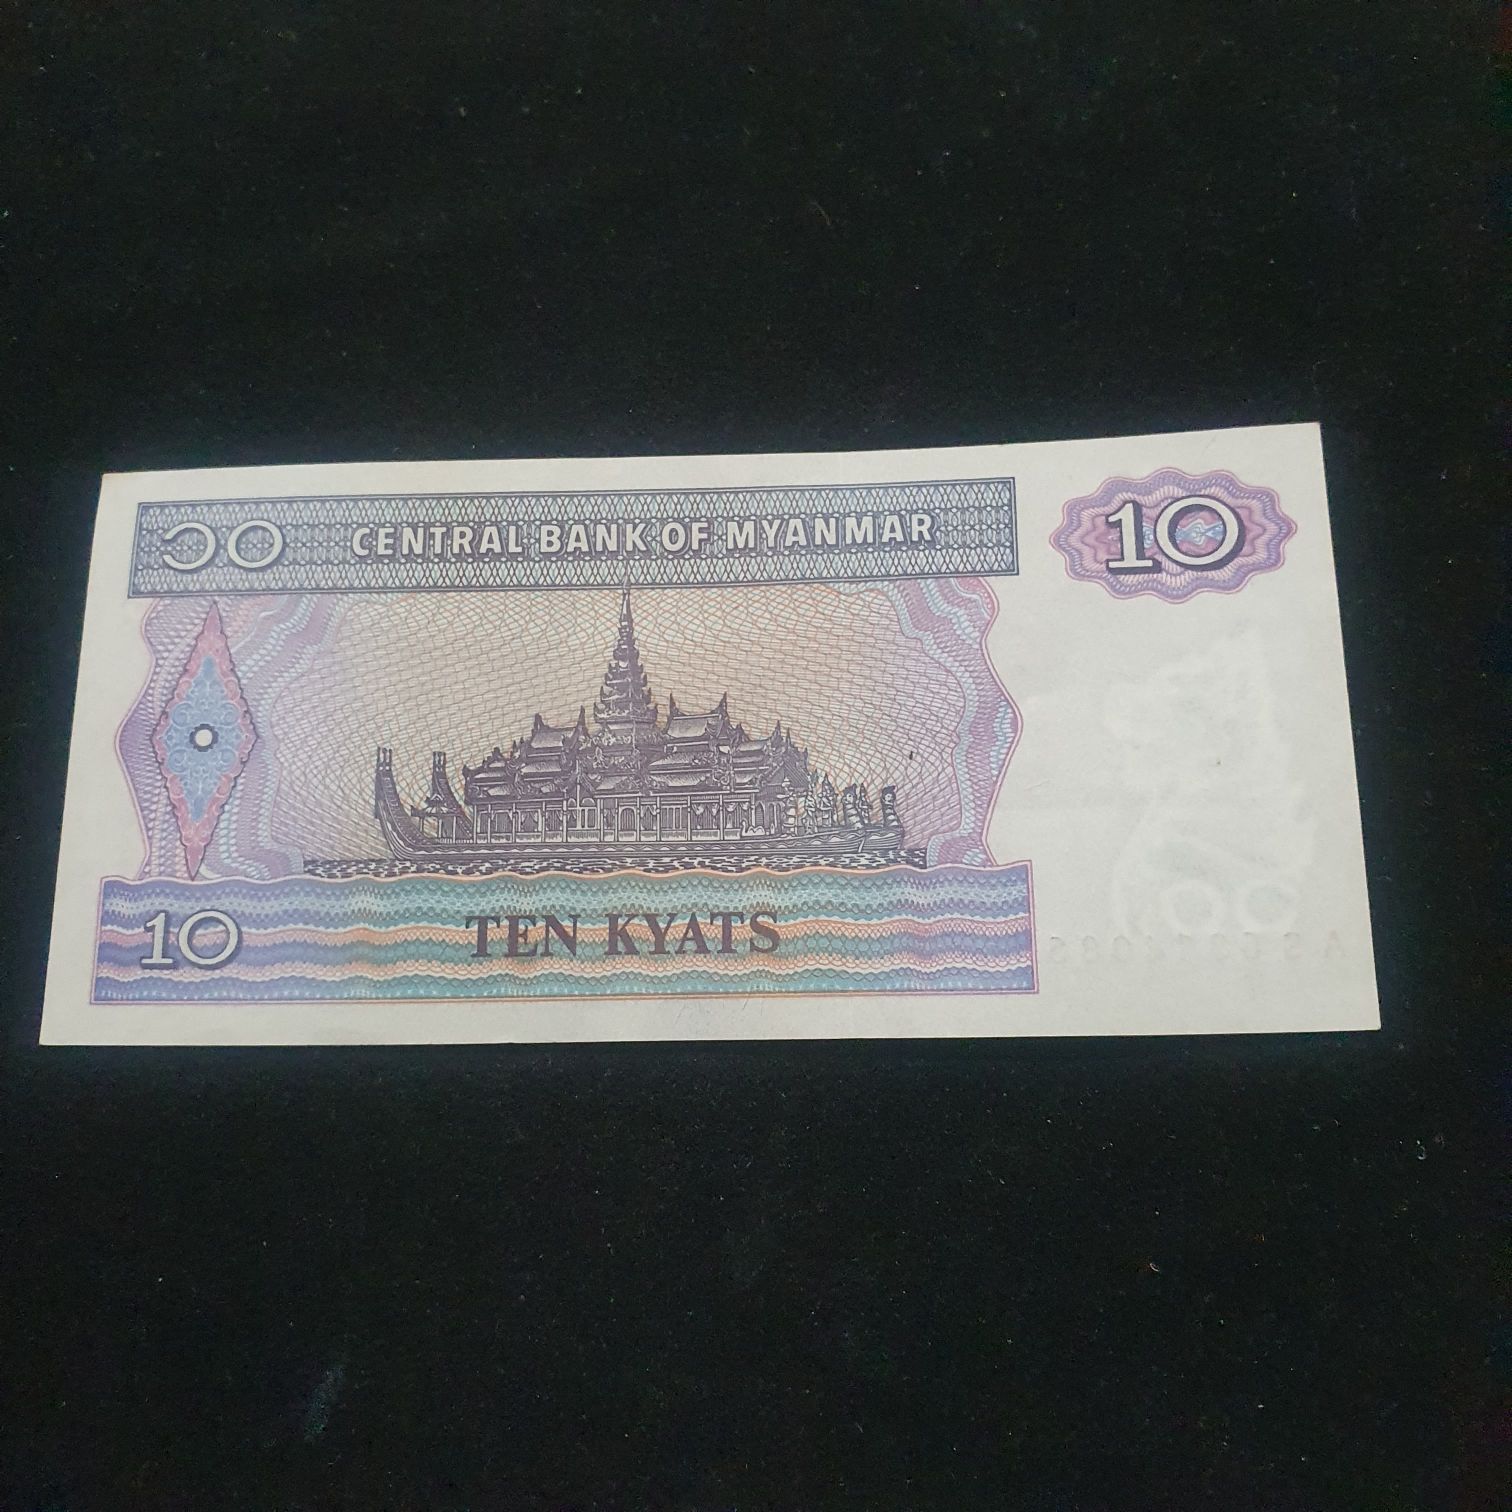 ၁၀ CENTRAL BANK OF MYANMAR 10
10 TEN KYATS